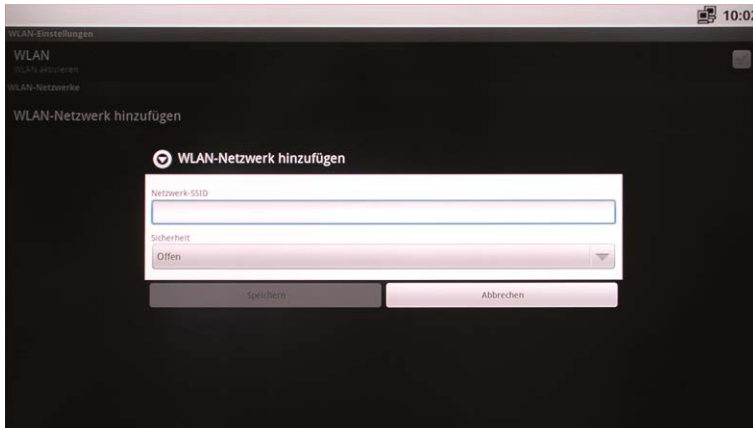 10:02
WLAN-Einstellungen
WLAN
WLAN aktivieren
WLAN-Netzwerke
WLAN-Netzwerk hinzufügen
WLAN-Netzwerk hinzufügen
Netzwerk-SSID
Sicherheit
Offen
Speichern
Abbrechen